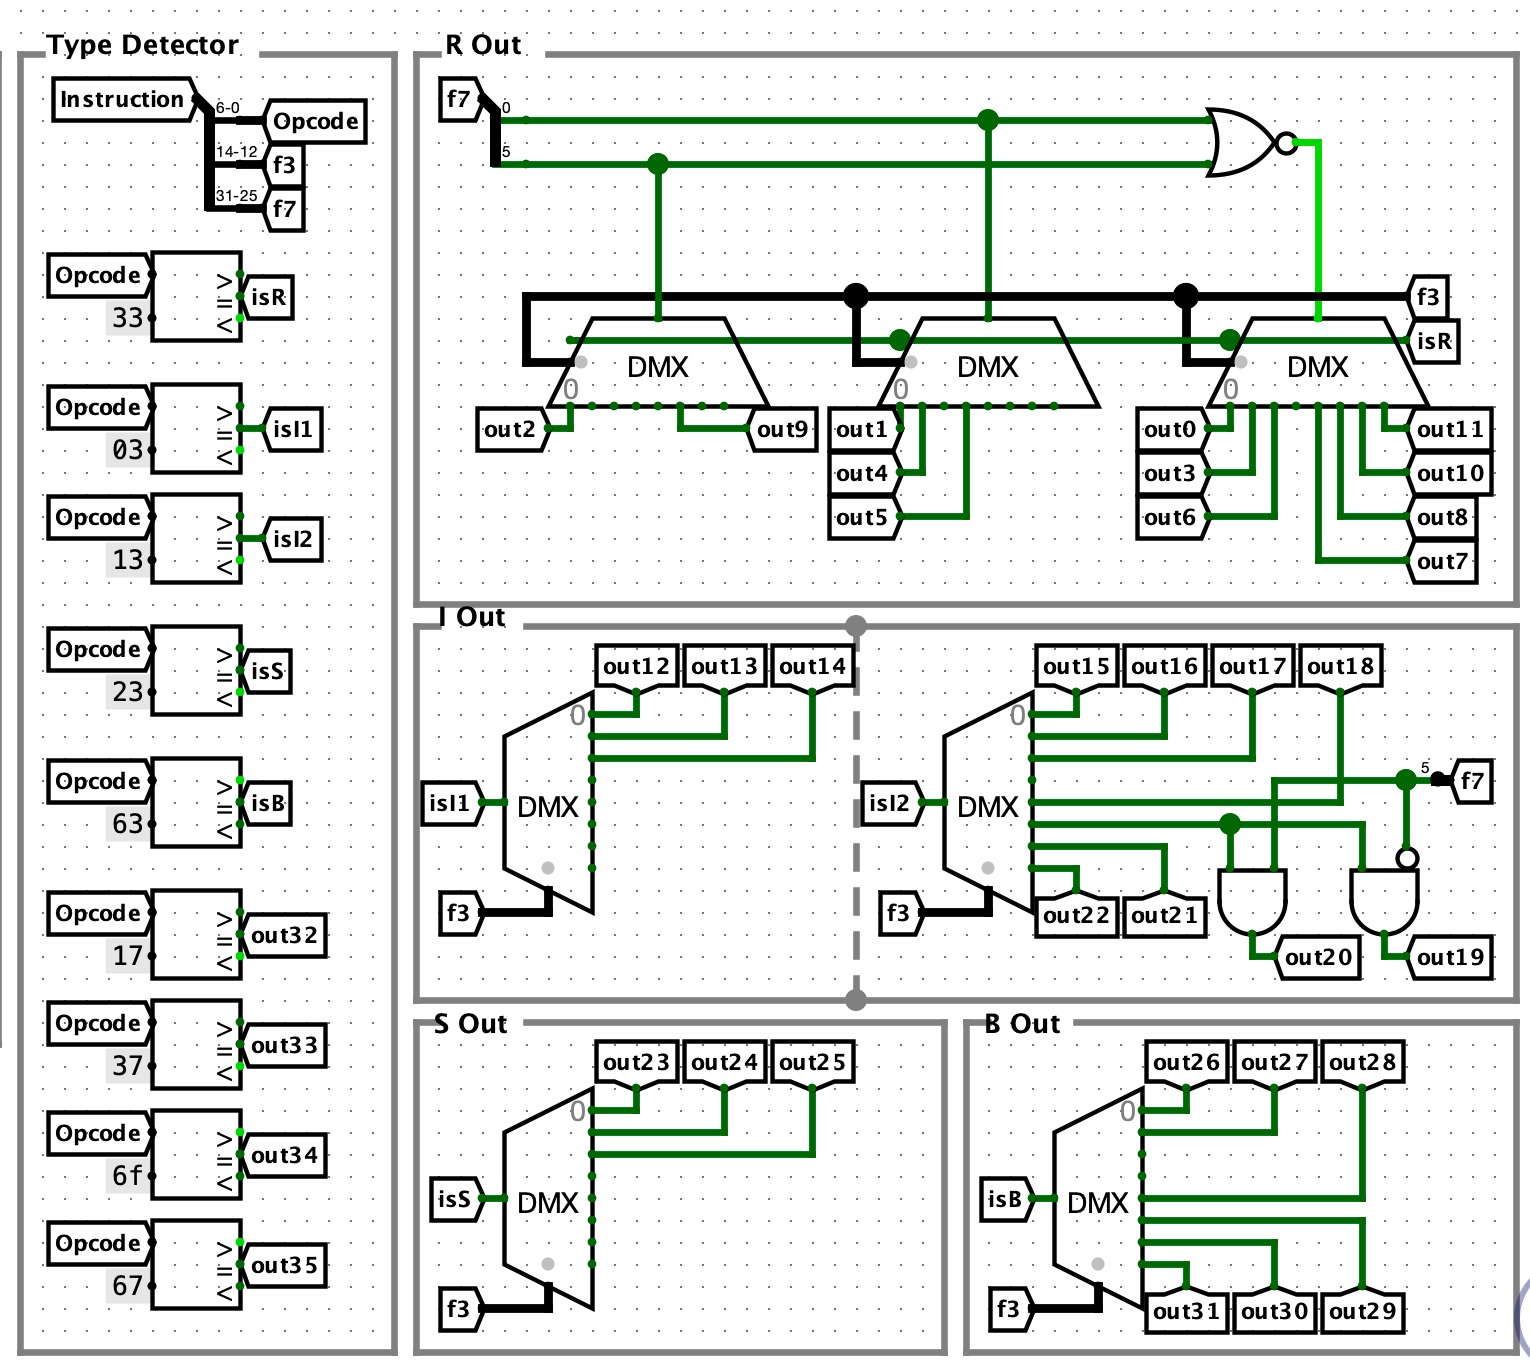 Type Detector
Instruction
6-0
Opcode
14-12
f3
31-25
f7
Opcode
33
>
=
<
isR
Opcode
03
>
=
<
isI1
Opcode
13
>
=
<
isI2
Opcode
23
>
=
<
isS
Opcode
63
>
=
<
isB
Opcode
17
>
=
<
out32
Opcode
37
>
=
<
out33
Opcode
6f
>
=
<
out34
Opcode
67
>
=
<
out35
R Out
f7
0
5
f3
isR
DMX
0
DMX
0
DMX
0
out2
out9
out1
out4
out5
out0
out3
out6
out11
out10
out8
out7
I Out
out12
out13
out14
0
isI1
DMX
f3
out15
out16
out17
out18
0
isI2
DMX
f3
5
f7
out22
out21
out20
out19
S Out
out23
out24
out25
0
isS
DMX
f3
B Out
out26
out27
out28
0
isB
DMX
f3
out31
out30
out29